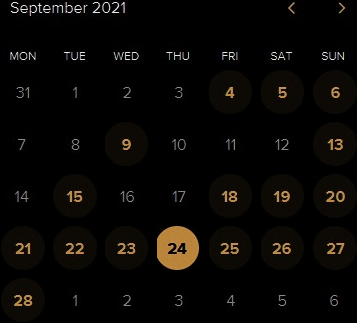 September 2021
MON TUE WED THU FRI SAT SUN
31 1 2 3 4 5 6
7 8 9 10 11 12 13
14 15 16 17 18 19 20
21 22 23 24 25 26 27
28 1 2 3 4 5 6